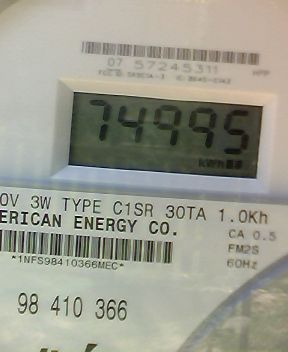 07 57245311
74995
kWh
0V 3W TYPE C1SR 30TA 1.0Kh
ERICAN ENERGY CO.
CA 0.5
FM2S
60Hz
*1NFS98410366MEC*
98 410 366